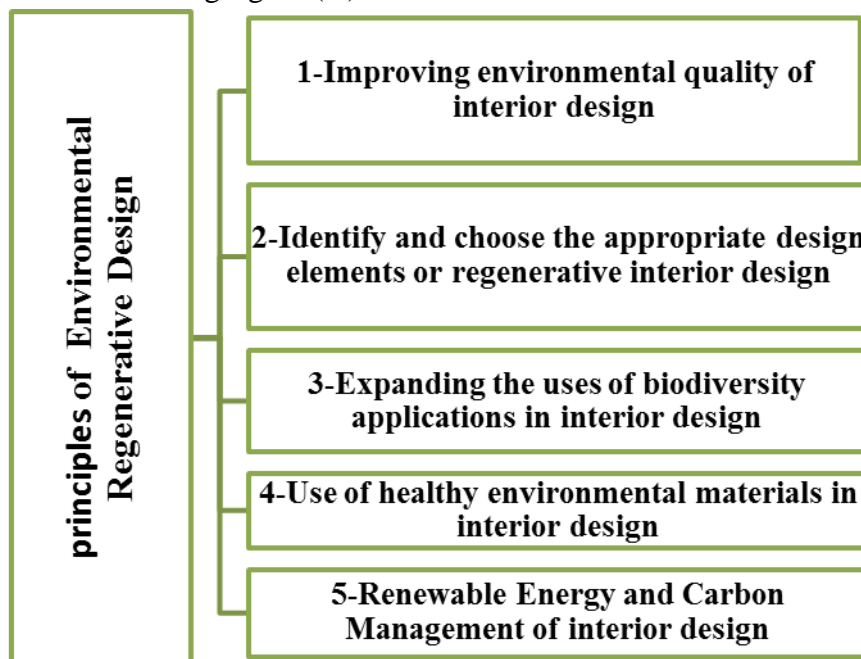 principles of Environmental
Regenerative Design
1-Improving environmental quality of
interior design
2-Identify and choose the appropriate design
elements or regenerative interior design
3-Expanding the uses of biodiversity
applications in interior design
4-Use of healthy environmental materials in
interior design
5-Renewable Energy and Carbon
Management of interior design